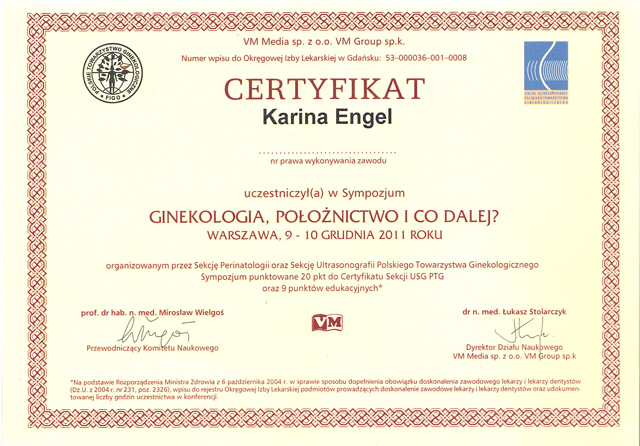 VM Media sp. z o.o. VM Group sp.k.
Numer wpisu do Okręgowej Izby Lekarskiej w Gdańsku: 53-000036-001-0008
POLSKIE TOWARZYSTWO GINEKOLOGICZNE
FIGO
SEKCJA ULTRASONOGRAFII
POLSKIEGO TOWARZYSTWA
GINEKOLOGICZNEGO
CERTYFIKAT
Karina Engel
nr prawa wykonywania zawodu
uczestniczył(a) w Sympozjum
GINEKOLOGIA, POŁOŻNICTWO I CO DALEJ?
WARSZAWA, 9 - 10 GRUDNIA 2011 ROKU
organizowanym przez Sekcję Perinatologii oraz Sekcję Ultrasonografii Polskiego Towarzystwa Ginekologicznego
Sympozjum punktowane 20 pkt do Certyfikatu Sekcji USG PTG
oraz 9 punktów edukacyjnych*
prof. dr hab. n. med. Mirosław Wielgoś
Przewodniczący Komitetu Naukowego
VM
dr n. med. Łukasz Stolarczyk
Dyrektor Działu Naukowego
VM Media sp. z o.o. VM Group sp.k
*Na podstawie Rozporządzenia Ministra Zdrowia z 6 października 2004 r. w sprawie sposobu dopełnienia obowiązku doskonalenia zawodowego lekarzy i lekarzy dentystów
(Dz.U. z 2004 r. nr 231, poz. 2326), wpisu do rejestru Okręgowej Izby Lekarskiej podmiotów prowadzących doskonalenie zawodowe lekarzy i lekarzy dentystów oraz udokumen-
towanej liczby godzin uczestnictwa w konferencji.